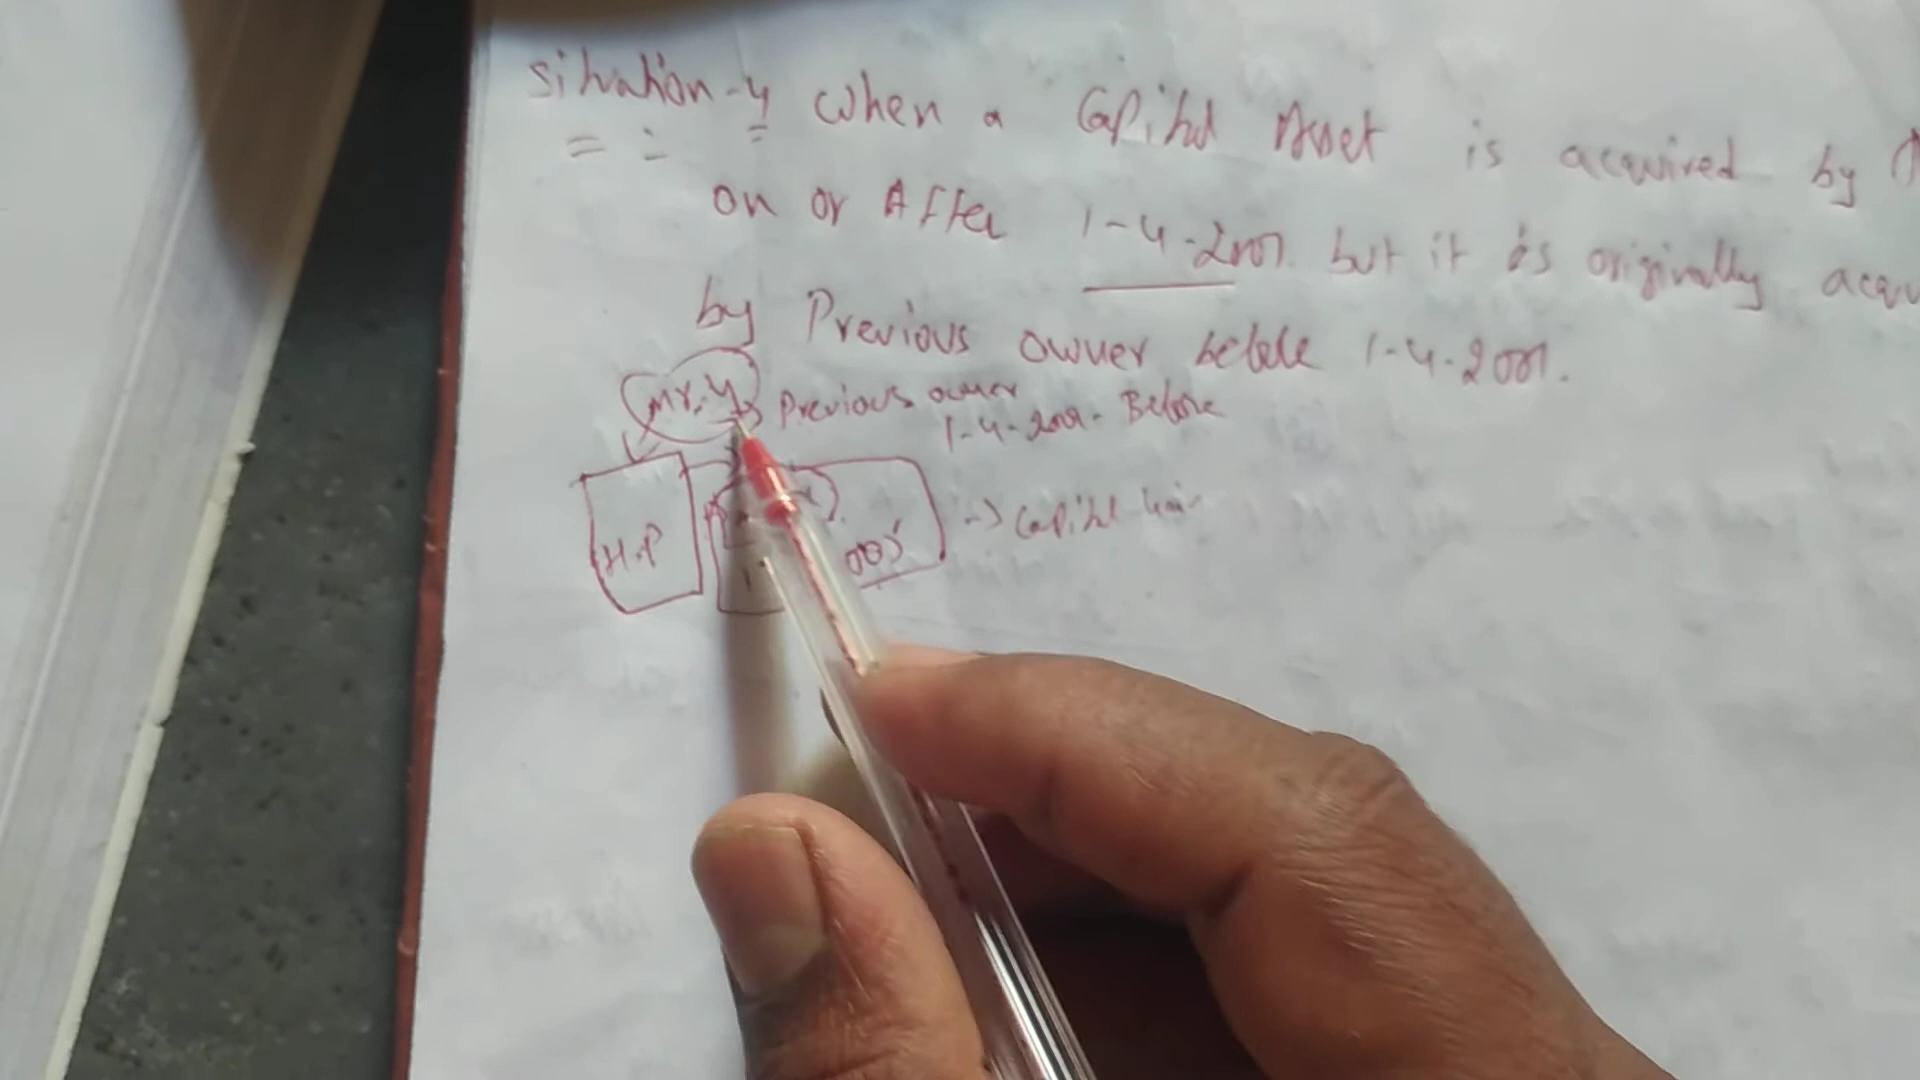 Situation-4 When a Capital Asset is acquired by
on or After 1-4-2001 but it is originally
by Previous owner before 1-4-2001.
Mr. Y Previous owner
1-4-2001- Before
H.P
-> Capital Gain